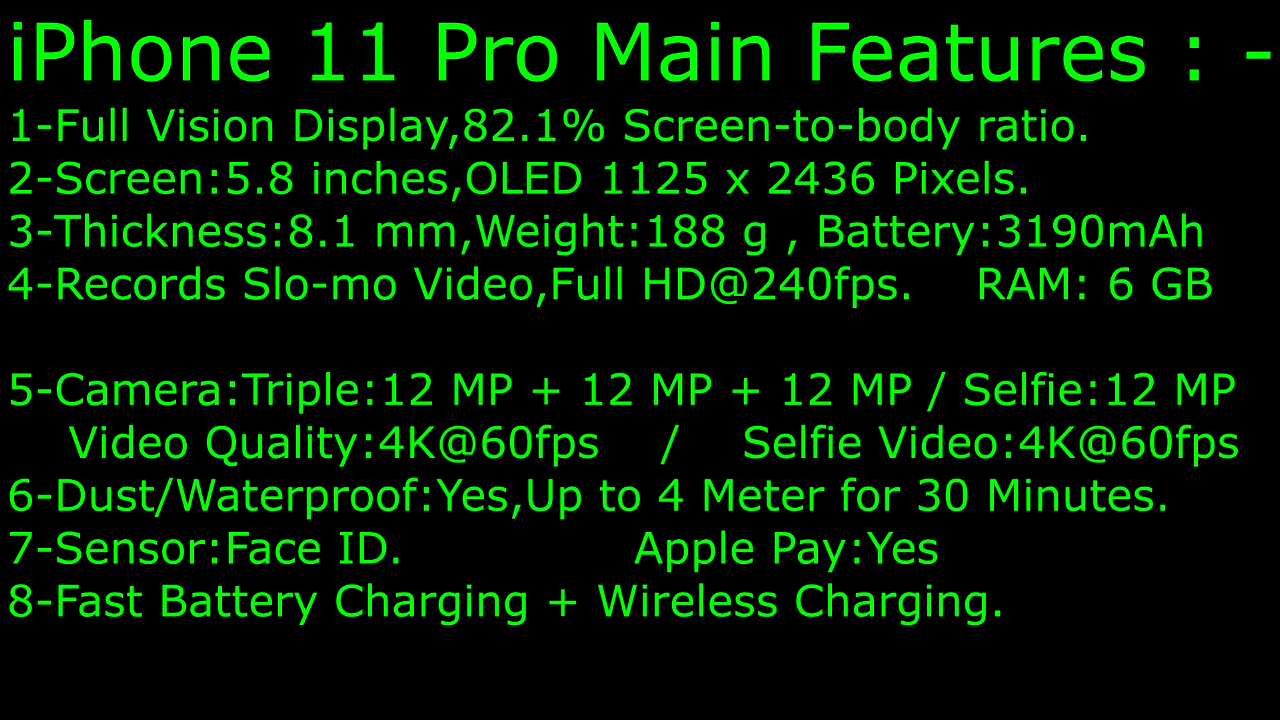 iPhone 11 Pro Main Features : -
1-Full Vision Display,82.1% Screen-to-body ratio.
2-Screen:5.8 inches,OLED 1125 x 2436 Pixels.
3-Thickness:8.1 mm,Weight:188 g , Battery:3190mAh
4-Records Slo-mo Video,Full HD@240fps. RAM: 6 GB
5-Camera:Triple:12 MP + 12 MP + 12 MP / Selfie:12 MP
Video Quality:4K@60fps / Selfie Video:4K@60fps
6-Dust/Waterproof:Yes,Up to 4 Meter for 30 Minutes.
7-Sensor:Face ID. Apple Pay:Yes
8-Fast Battery Charging + Wireless Charging.